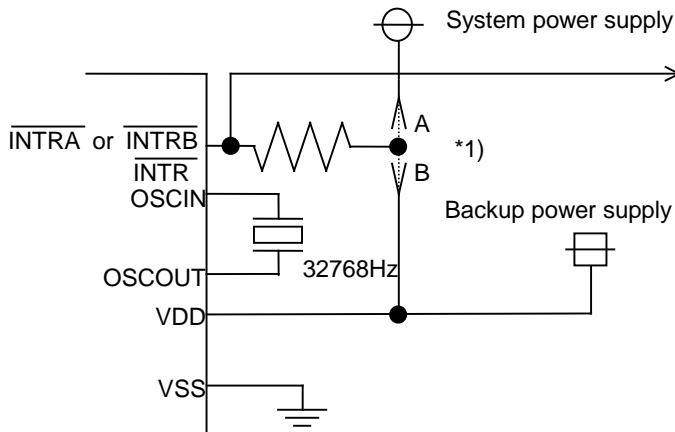 System power supply
A
INTRA or INTRB
*1)
INTR
B
OSCIN
Backup power supply
OSCOUT
32768Hz
VDD
VSS